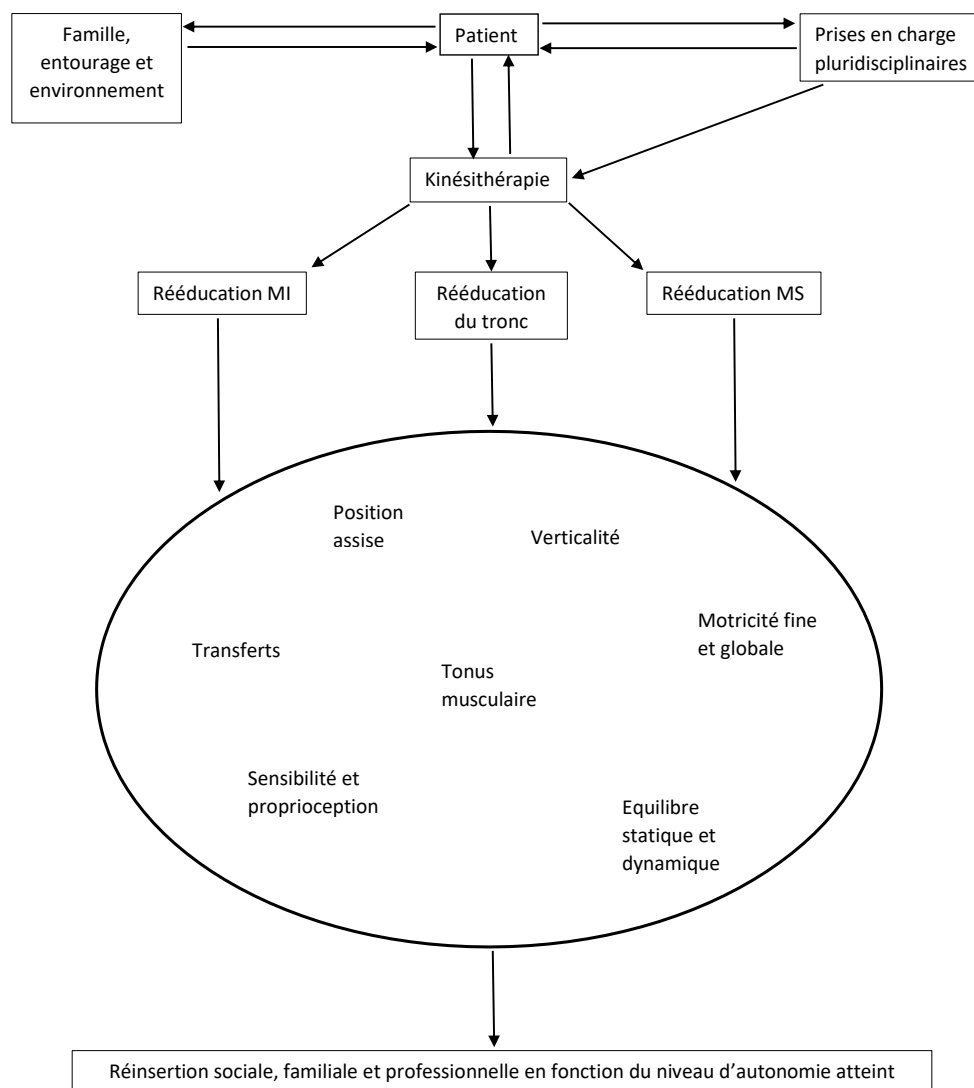 Famille,
entourage et
environnement
Patient
Prises en charge
pluridisciplinaires
Kinésithérapie
Rééducation MI
Rééducation
du tronc
Rééducation MS
Position
assise
Verticalité
Motricité fine
et globale
Transferts
Tonus
musculaire
Sensibilité et
proprioception
Equilibre
statique et
dynamique
Réinsertion sociale, familiale et professionnelle en fonction du niveau d’autonomie atteint